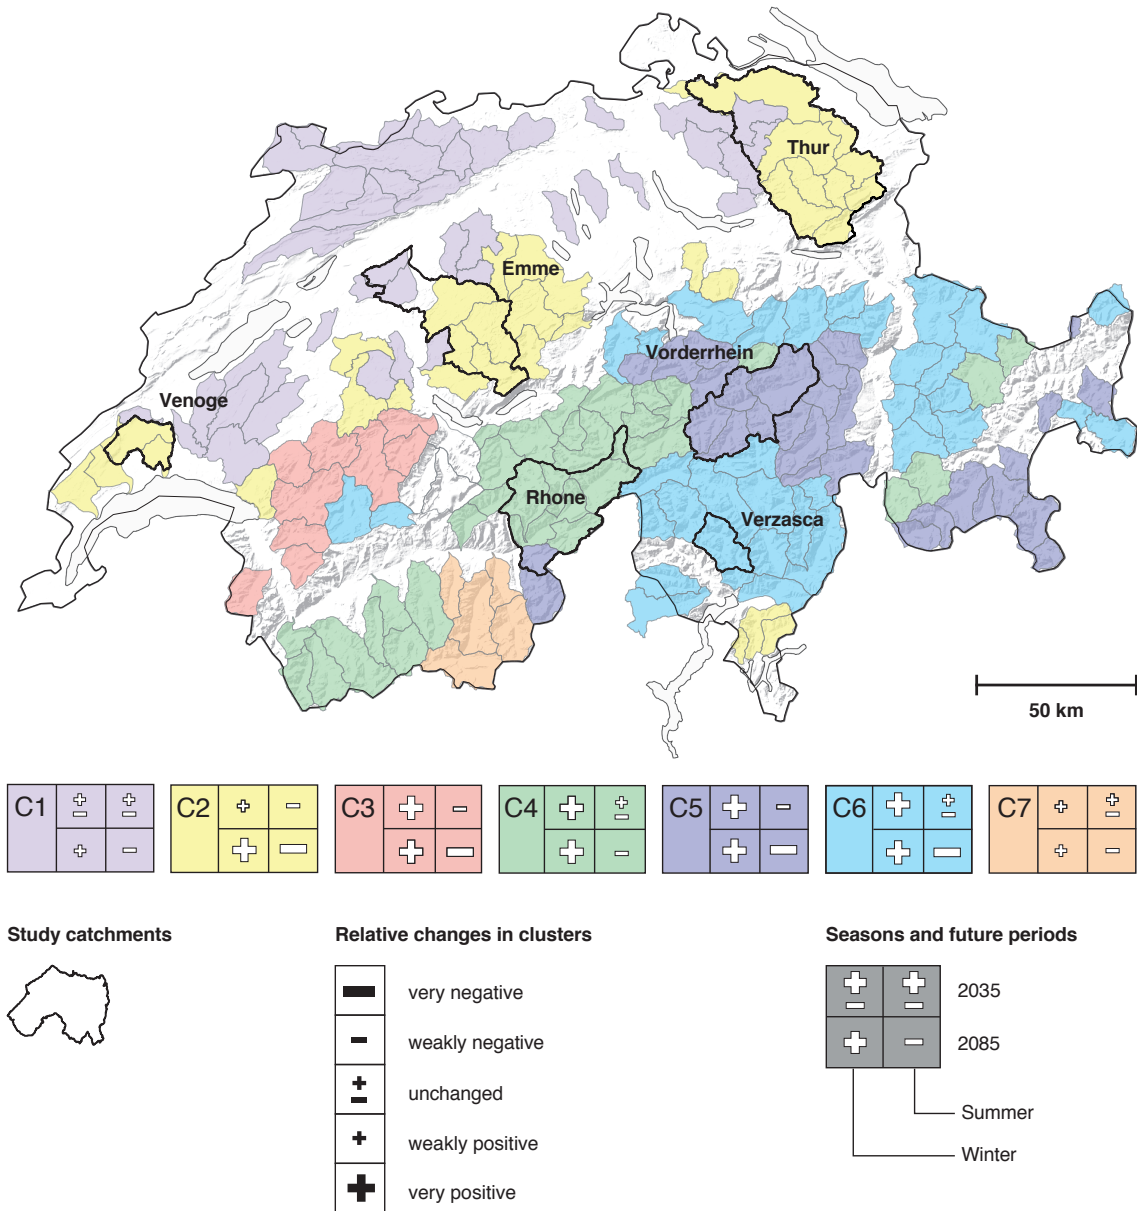 Thur
Emme
Vorderrhein
Venoge
Rhone
Verzasca
50 km
C1
C2
C3
C4
C5
C6
C7
Study catchments
Relative changes in clusters
very negative
weakly negative
unchanged
weakly positive
very positive
Seasons and future periods
2035
2085
Summer
Winter